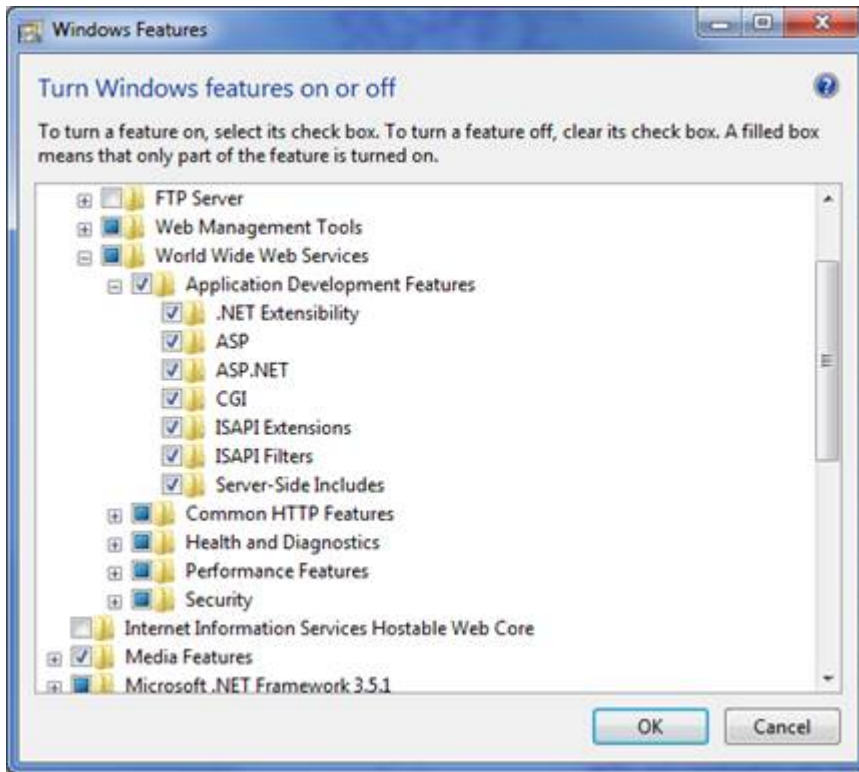 Windows Features
Turn Windows features on or off
To turn a feature on, select its check box. To turn a feature off, clear its check box. A filled box
means that only part of the feature is turned on.
FTP Server
Web Management Tools
World Wide Web Services
Application Development Features
.NET Extensibility
ASP
ASP.NET
CGI
ISAPI Extensions
ISAPI Filters
Server-Side Includes
Common HTTP Features
Health and Diagnostics
Performance Features
Security
Internet Information Services Hostable Web Core
Media Features
Microsoft .NET Framework 3.5.1
OK Cancel